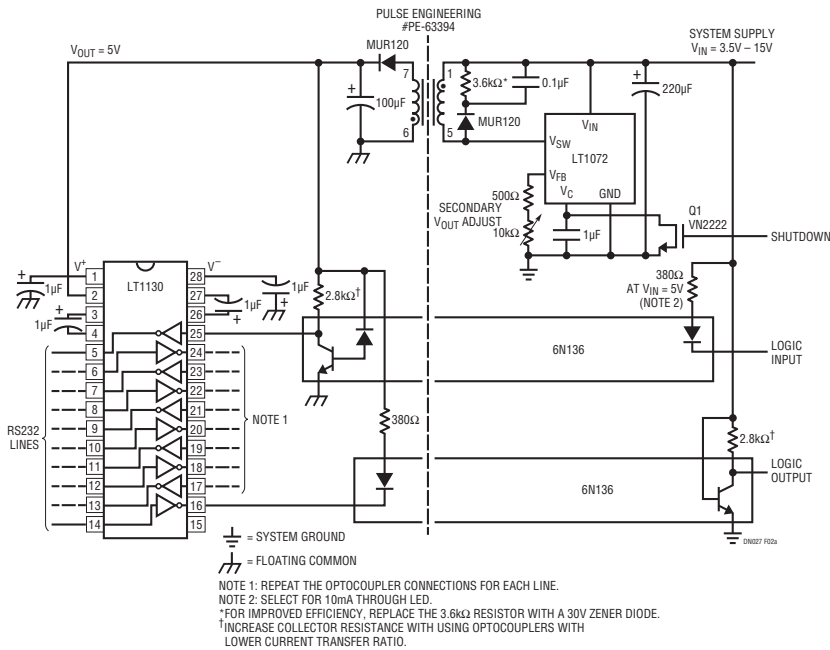 PULSE ENGINEERING
#PE-63394
SYSTEM SUPPLY
VIN = 3.5V – 15V
VOUT = 5V
MUR120
7
1
3.6kΩ*
0.1µF
+
220µF
+
100µF
MUR120
6
5
VIN
VSW
LT1072
VFB
VC
GND
500Ω
SECONDARY
VOUT ADJUST
10kΩ
1µF
Q1
VN2222
SHUTDOWN
380Ω
AT VIN = 5V
(NOTE 2)
LOGIC
INPUT
6N136
+
1µF
V+
1
LT1130
V–
28
1µF
+
2
27
1µF
+
+
1µF
3
26
4
25
2.8kΩ†
5
24
6
23
7
22
8
21
RS232
LINES
9
20
NOTE 1
10
19
11
18
12
17
13
16
14
15
380Ω
2.8kΩ†
LOGIC
OUTPUT
6N136
DN027 F02a
= SYSTEM GROUND
= FLOATING COMMON
NOTE 1: REPEAT THE OPTOCOUPLER CONNECTIONS FOR EACH LINE.
NOTE 2: SELECT FOR 10mA THROUGH LED.
*FOR IMPROVED EFFICIENCY, REPLACE THE 3.6kΩ RESISTOR WITH A 30V ZENER DIODE.
†INCREASE COLLECTOR RESISTANCE WITH USING OPTOCOUPLERS WITH
LOWER CURRENT TRANSFER RATIO.